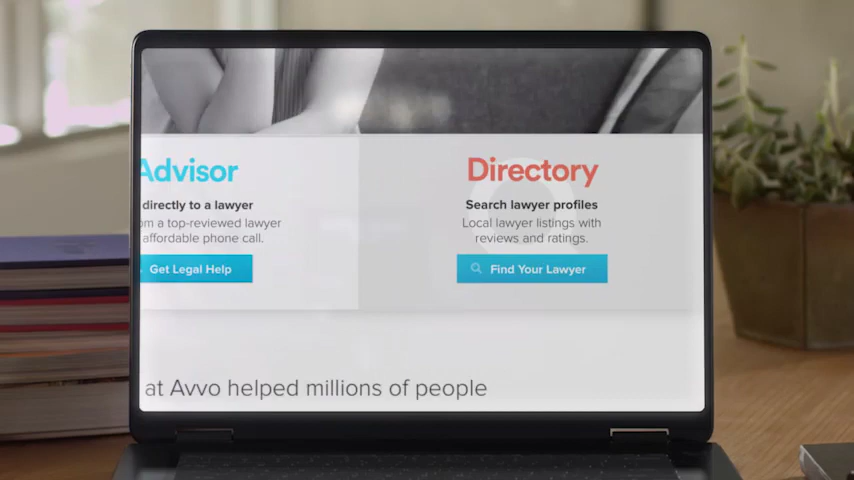 Advisor
directly to a lawyer
om a top-reviewed lawyer
affordable phone call.
Get Legal Help
Directory
Search lawyer profiles
Local lawyer listings with
reviews and ratings.
Find Your Lawyer
at Avvo helped millions of people